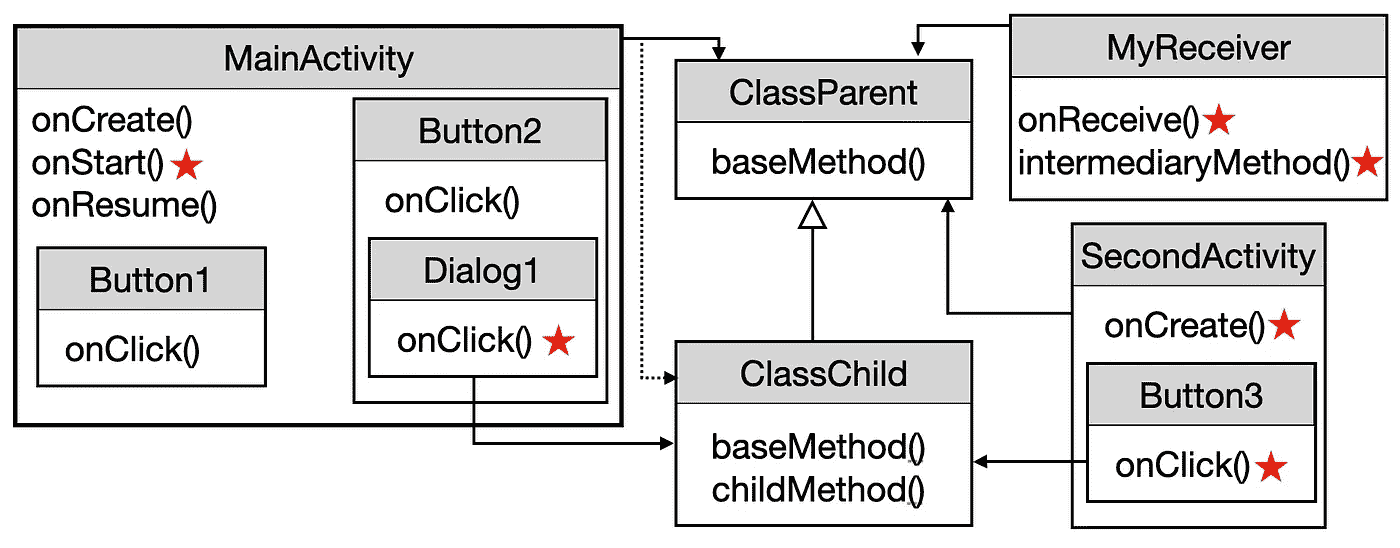 MainActivity
onCreate()
onStart()
onResume()
Button1
onClick()
Button2
onClick()
Dialog1
onClick()
ClassParent
baseMethod()
ClassChild
baseMethod()
childMethod()
MyReceiver
onReceive()
intermediaryMethod()
SecondActivity
onCreate()
Button3
onClick()